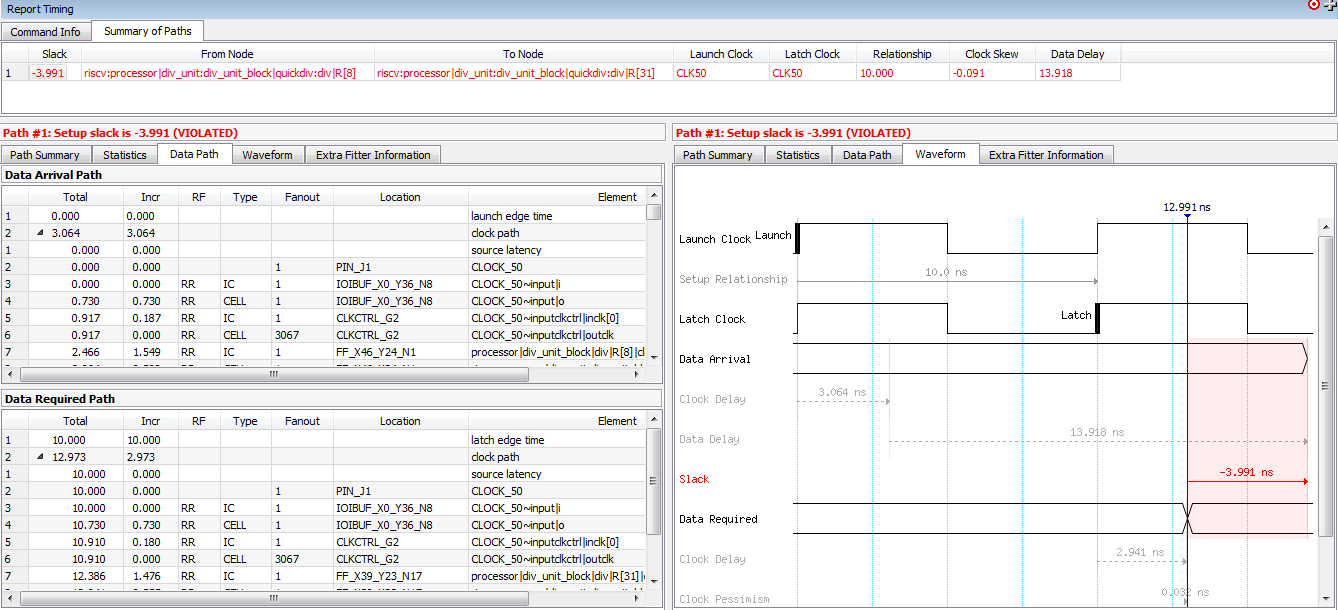 Report Timing
Command Info Summary of Paths
Slack From Node To Node Launch Clock Latch Clock Relationship Clock Skew Data Delay
1 -3.991 riscv:processor|div_unit:div_unit_block|quickdiv:div|R[8] riscv:processor|div_unit:div_unit_block|quickdiv:div|R[31] CLK50 CLK50 10.000 -0.091 13.918
Path #1: Setup slack is -3.991 (VIOLATED)
Path Summary Statistics Data Path Waveform Extra Fitter Information
Data Arrival Path
Total Incr RF Type Fanout Location Element
1 0.000 0.000 launch edge time
2 3.064 3.064 clock path
1 0.000 0.000 source latency
2 0.000 0.000 1 PIN_J1 CLOCK_50
3 0.000 0.000 RR IC 1 IOIBUF_X0_Y36_N8 CLOCK_50~input|i
4 0.730 0.730 RR CELL 1 IOIBUF_X0_Y36_N8 CLOCK_50~input|o
5 0.917 0.187 RR IC 1 CLKCTRL_G2 CLOCK_50~inputclkctrl|inclk[0]
6 0.917 0.000 RR CELL 3067 CLKCTRL_G2 CLOCK_50~inputclkctrl|outclk
7 2.466 1.549 RR IC 1 FF_X46_Y24_N1 processor|div_unit_block|div|R[8]|cl
Data Required Path
Total Incr RF Type Fanout Location Element
1 10.000 10.000 latch edge time
2 12.973 2.973 clock path
1 10.000 0.000 source latency
2 10.000 0.000 1 PIN_J1 CLOCK_50
3 10.000 0.000 RR IC 1 IOIBUF_X0_Y36_N8 CLOCK_50~input|i
4 10.730 0.730 RR CELL 1 IOIBUF_X0_Y36_N8 CLOCK_50~input|o
5 10.910 0.180 RR IC 1 CLKCTRL_G2 CLOCK_50~inputclkctrl|inclk[0]
6 10.910 0.000 RR CELL 3067 CLKCTRL_G2 CLOCK_50~inputclkctrl|outclk
7 12.386 1.476 RR IC 1 FF_X39_Y23_N17 processor|div_unit_block|div|R[31]|
Path #1: Setup slack is -3.991 (VIOLATED)
Path Summary Statistics Data Path Waveform Extra Fitter Information
12.991 ns
Launch Clock Launch
Setup Relationship 10.0 ns
Latch Clock Latch
Data Arrival
Clock Delay 3.064 ns
Data Delay 13.918 ns
Slack -3.991 ns
Data Required
Clock Delay 2.941 ns
Clock Pessimism 0.032 ns